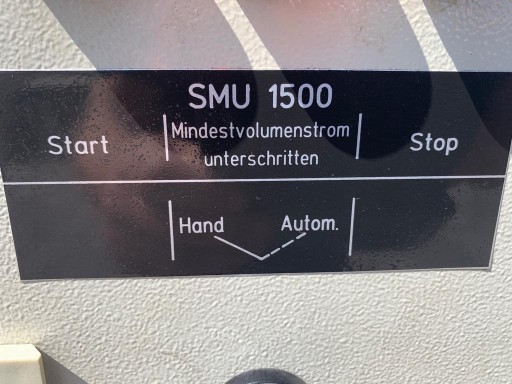 SMU 1500
Start
Mindestvolumenstrom
unterschritten
Stop
Hand Autom.